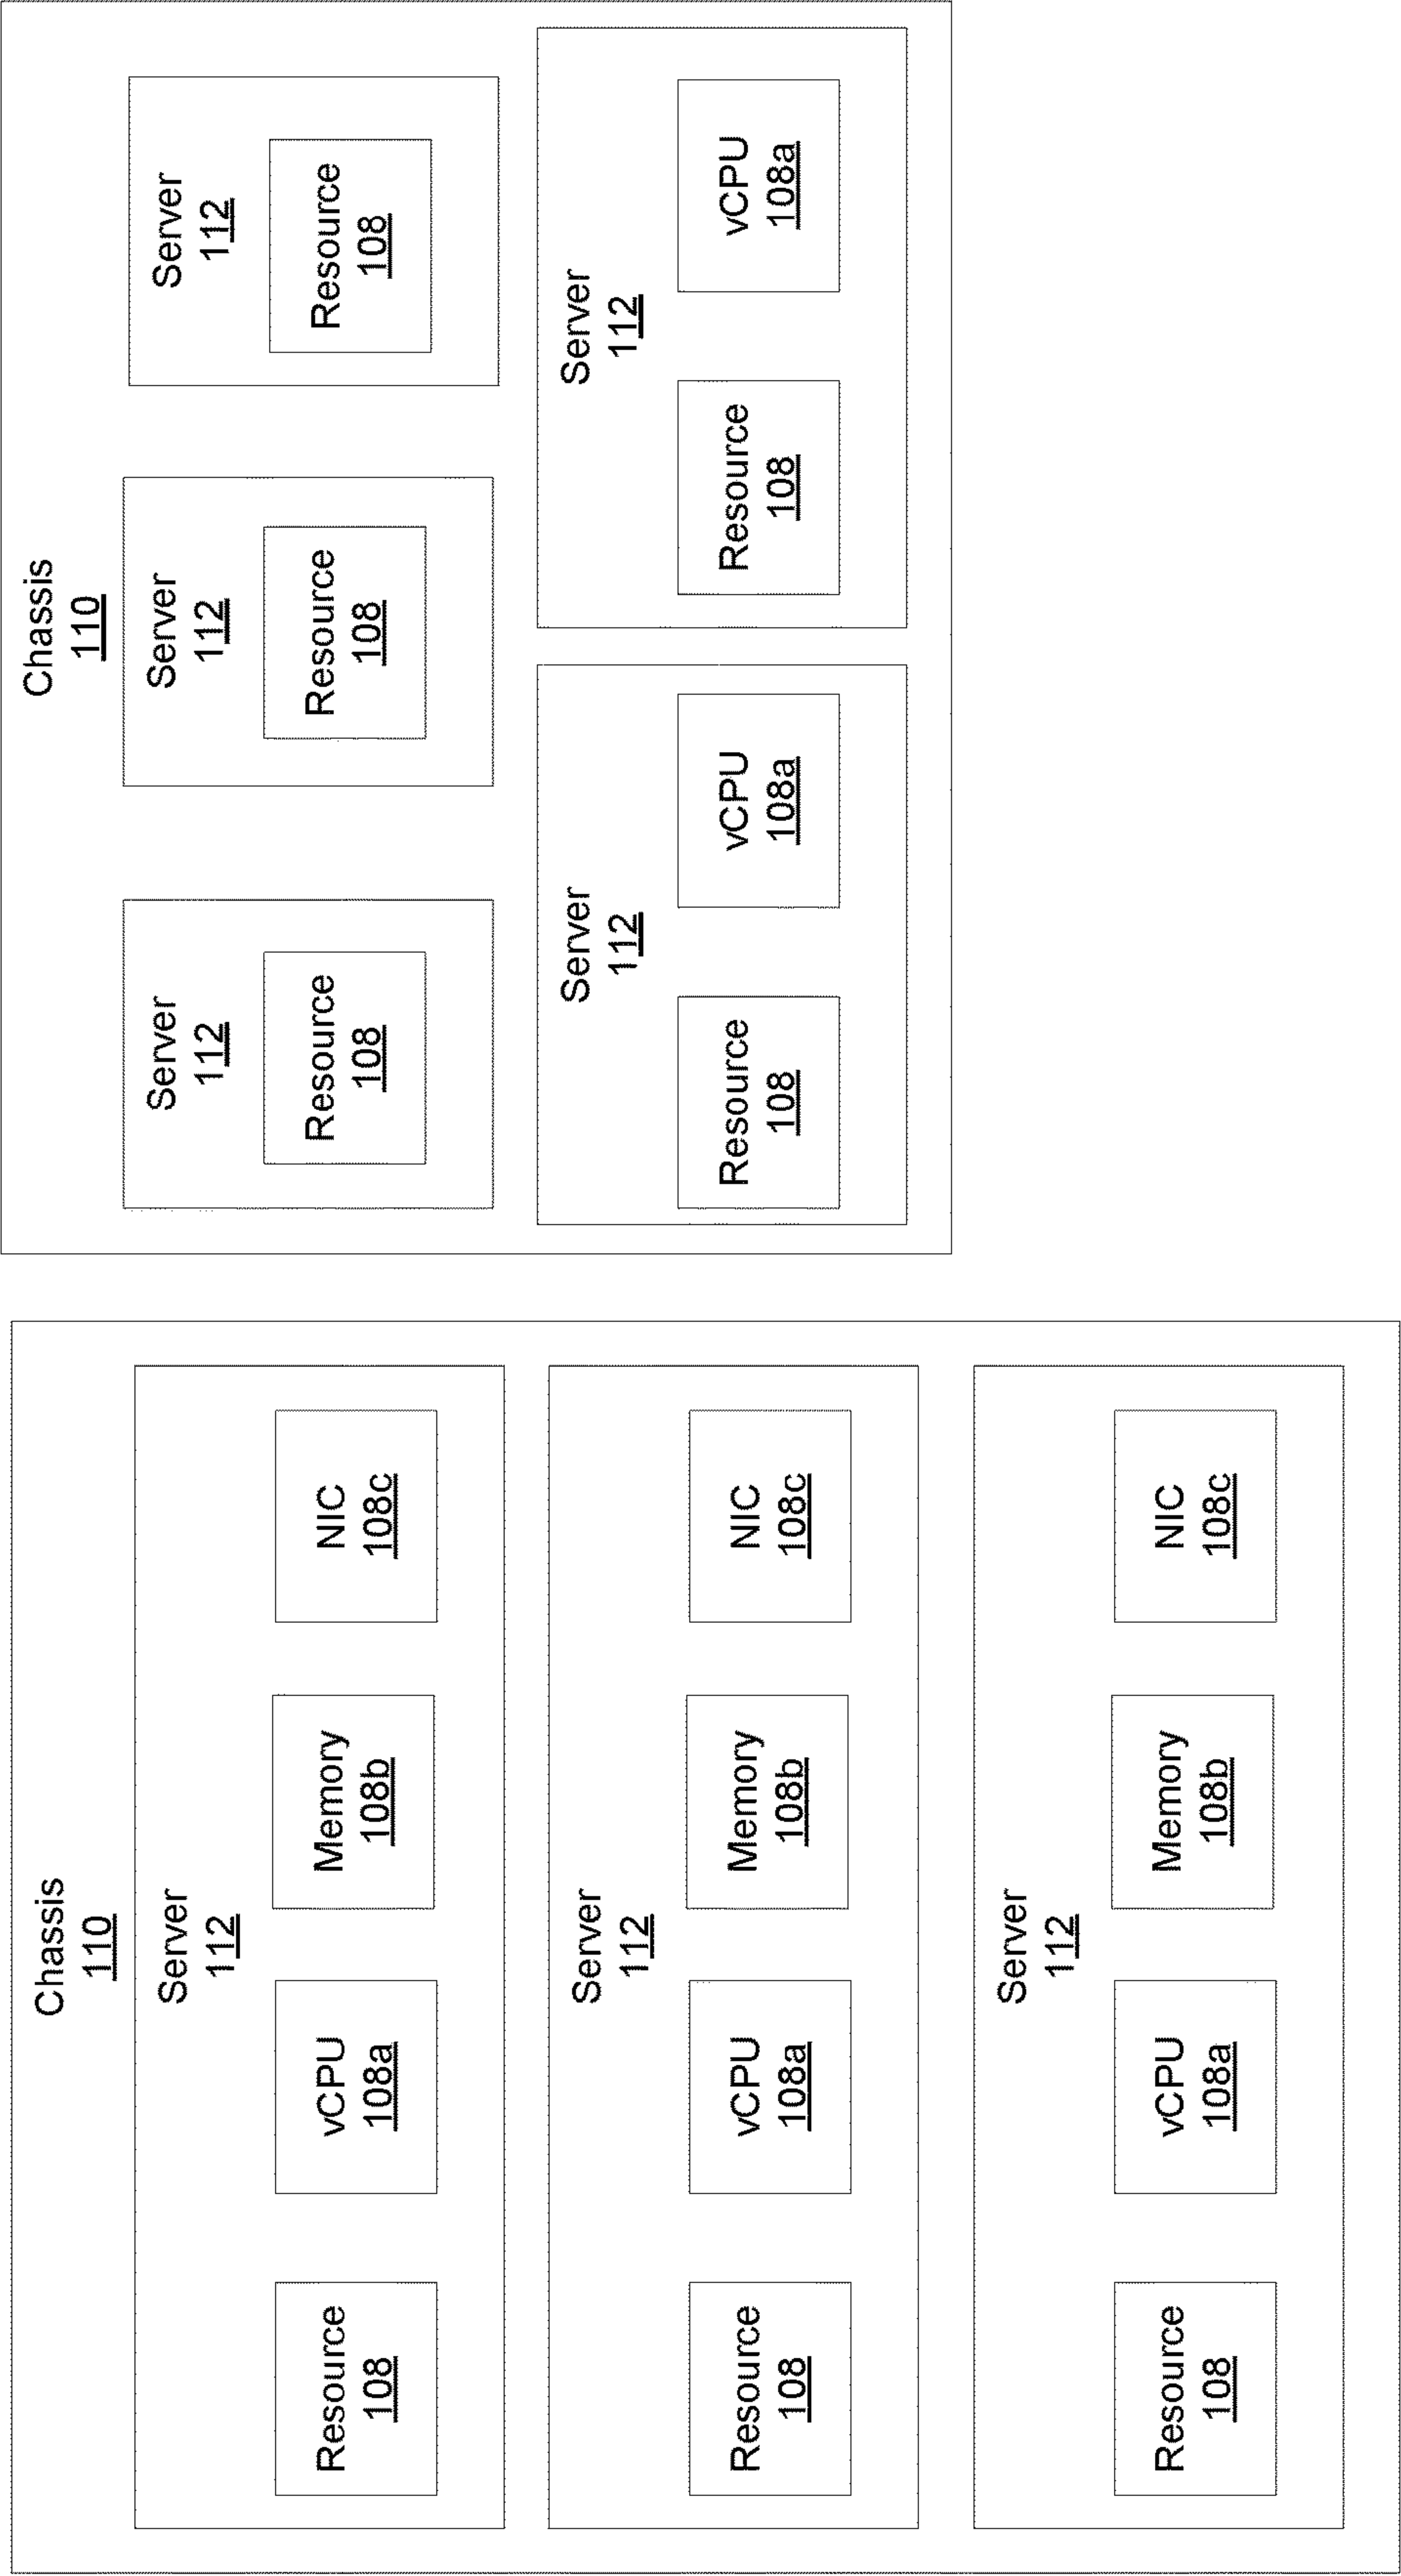 Chassis
110
Server
112
Resource
108
vCPU
108a
Memory
108b
NIC
108c
Server
112
Resource
108
vCPU
108a
Memory
108b
NIC
108c
Server
112
Resource
108
vCPU
108a
Memory
108b
NIC
108c
Chassis
110
Server
112
Resource
108
Server
112
Resource
108
Server
112
Resource
108
Server
112
Resource
108
vCPU
108a
Server
112
Resource
108
vCPU
108a